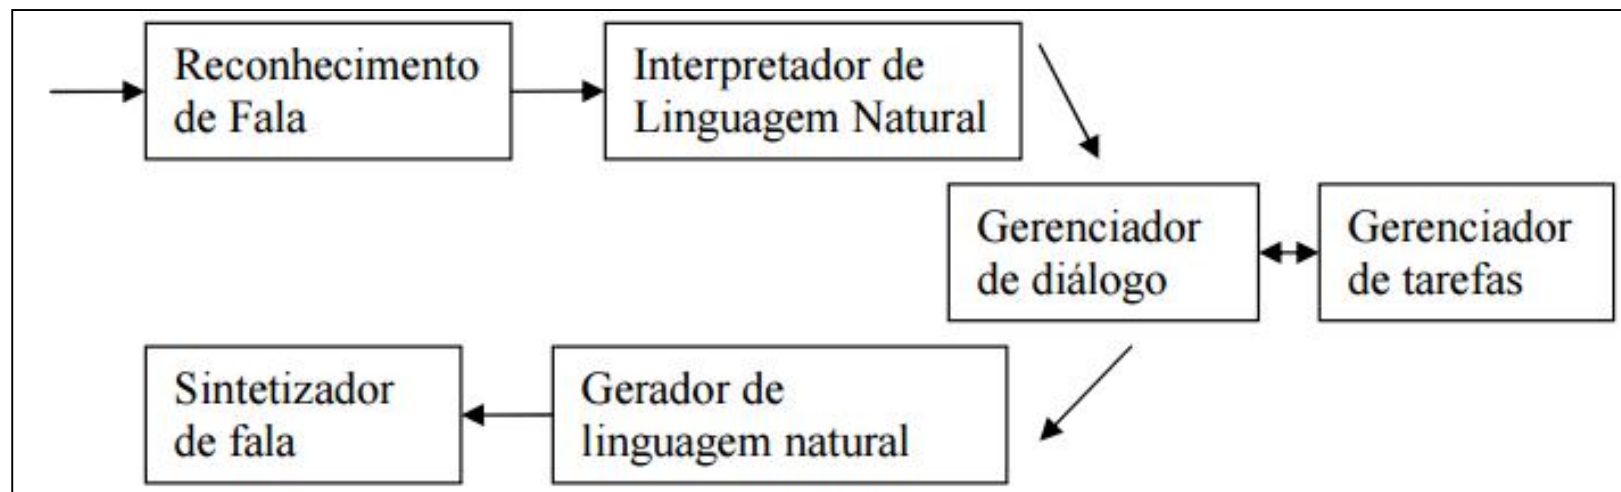 Reconhecimento
de Fala
Interpretador de
Linguagem Natural
Gerenciador
de diálogo
Gerenciador
de tarefas
Sintetizador
de fala
Gerador de
linguagem natural